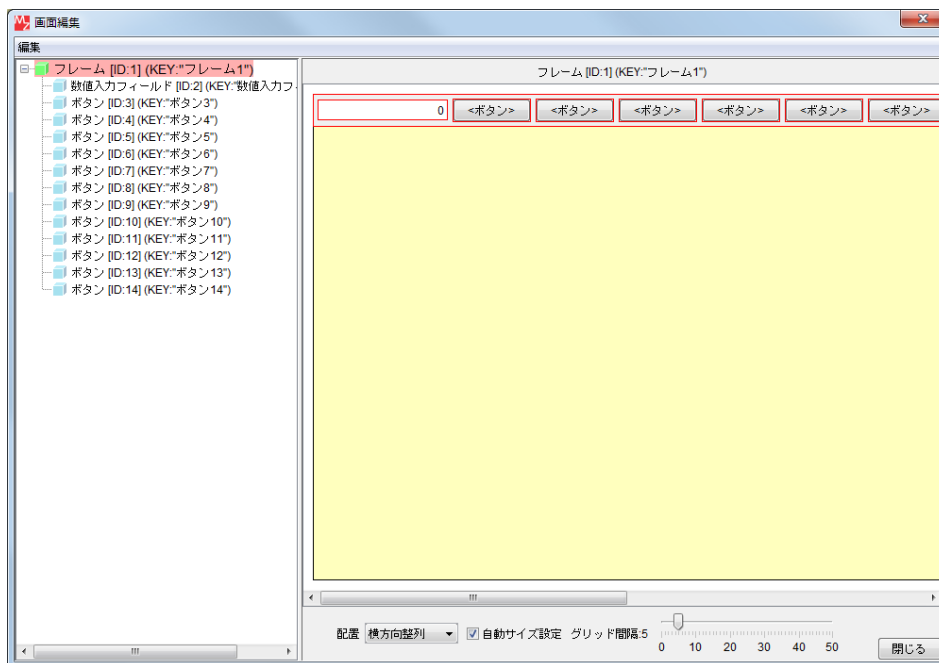 画面編集
編集
フレーム [ID:1] (KEY:"フレーム1")
数値入力フィールド [ID:2] (KEY:"数値入力フ
ボタン [ID:3] (KEY:"ボタン3")
ボタン [ID:4] (KEY:"ボタン4")
ボタン [ID:5] (KEY:"ボタン5")
ボタン [ID:6] (KEY:"ボタン6")
ボタン [ID:7] (KEY:"ボタン7")
ボタン [ID:8] (KEY:"ボタン8")
ボタン [ID:9] (KEY:"ボタン9")
ボタン [ID:10] (KEY:"ボタン10")
ボタン [ID:11] (KEY:"ボタン11")
ボタン [ID:12] (KEY:"ボタン12")
ボタン [ID:13] (KEY:"ボタン13")
ボタン [ID:14] (KEY:"ボタン14")
フレーム [ID:1] (KEY:"フレーム1")
0 <ボタン> <ボタン> <ボタン> <ボタン> <ボタン> <ボタン>
配置 横方向整列 自動サイズ設定 グリッド間隔:5
0 10 20 30 40 50
閉じる